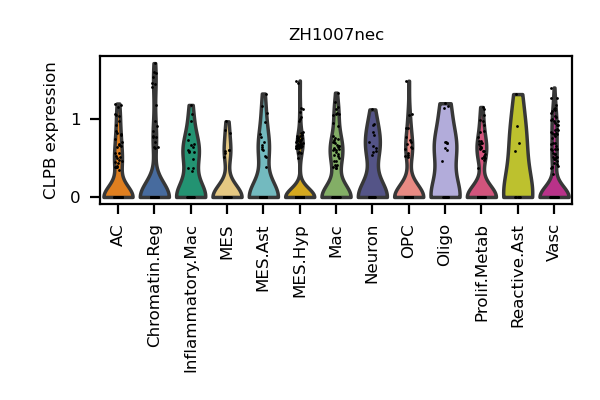 ZH1007nec
CLPB expression
1
0
AC
Chromatin.Reg
Inflammatory.Mac
MES
MES.Ast
MES.Hyp
Mac
Neuron
OPC
Oligo
Prolif.Metab
Reactive.Ast
Vasc